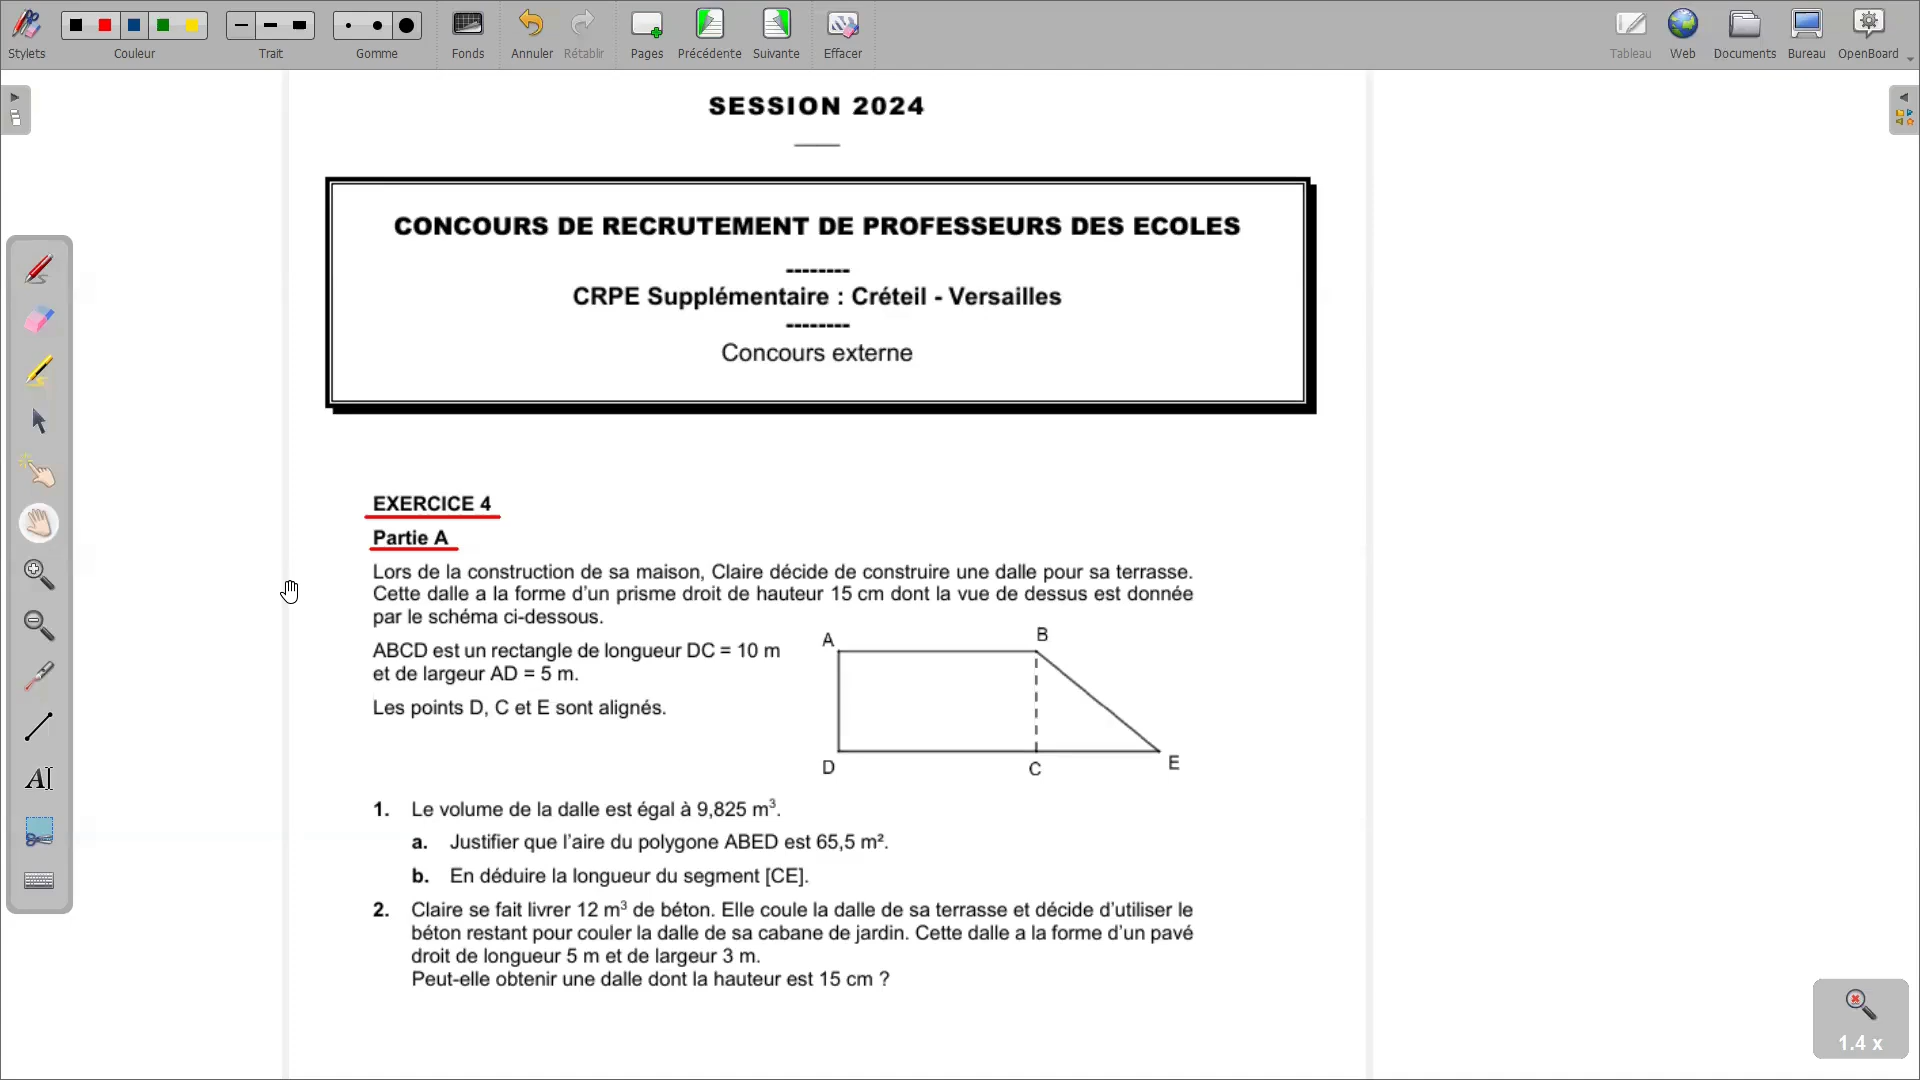 Stylets
Couleur
Trait
Gomme
Fonds
Annuler
Rétablir
Pages
Précédente
Suivante
Effacer
Tableau
Web
Documents
Bureau
OpenBoard
SESSION 2024
CONCOURS DE RECRUTEMENT DE PROFESSEURS DES ECOLES
--------
CRPE Supplémentaire : Créteil - Versailles
--------
Concours externe
EXERCICE 4
Partie A
Lors de la construction de sa maison, Claire décide de construire une dalle pour sa terrasse.
Cette dalle a la forme d'un prisme droit de hauteur 15 cm dont la vue de dessus est donnée
par le schéma ci-dessous.
ABCD est un rectangle de longueur DC = 10 m
et de largeur AD = 5 m.
Les points D, C et E sont alignés.
A
B
D
C
E
1. Le volume de la dalle est égal à 9,825 m³.
a. Justifier que l'aire du polygone ABED est 65,5 m².
b. En déduire la longueur du segment [CE].
2. Claire se fait livrer 12 m³ de béton. Elle coule la dalle de sa terrasse et décide d'utiliser le
béton restant pour couler la dalle de sa cabane de jardin. Cette dalle a la forme d'un pavé
droit de longueur 5 m et de largeur 3 m.
Peut-elle obtenir une dalle dont la hauteur est 15 cm ?
AI
1.4 x